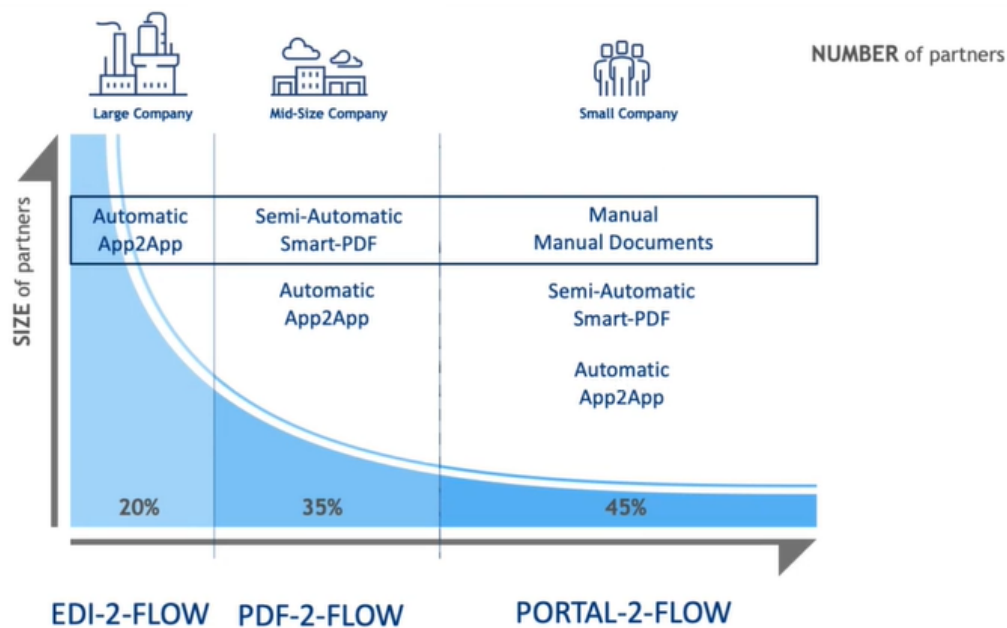 NUMBER of partners
Large Company
Mid-Size Company
Small Company
SIZE of partners
Automatic
App2App
Semi-Automatic
Smart-PDF
Manual
Manual Documents
Automatic
App2App
Semi-Automatic
Smart-PDF
Automatic
App2App
20%
35%
45%
EDI-2-FLOW
PDF-2-FLOW
PORTAL-2-FLOW